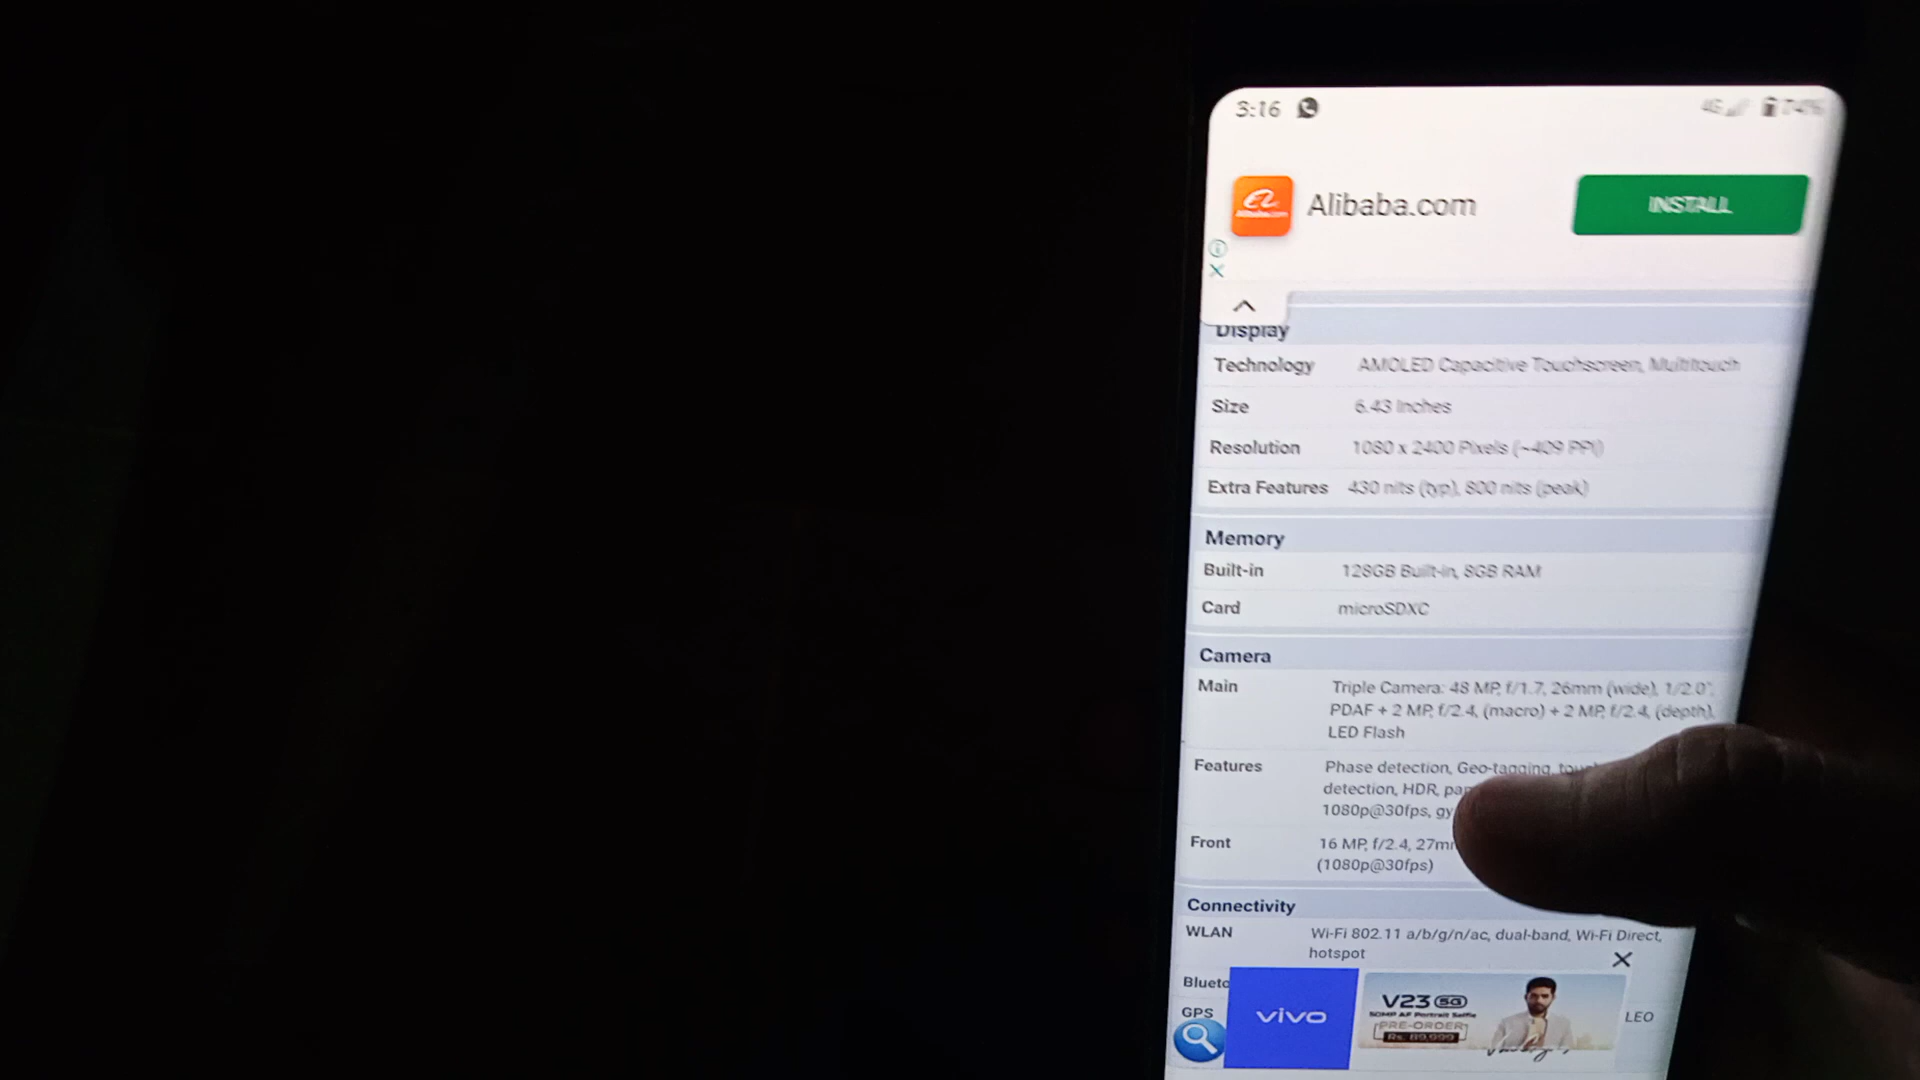 3:16 4G 74%
Alibaba.com INSTALL
Display
Technology AMOLED Capacitive Touchscreen, Multitouch
Size 6.43 Inches
Resolution 1080 x 2400 Pixels (~409 PPI)
Extra Features 430 nits (typ), 800 nits (peak)
Memory
Built-in 128GB Built-in, 8GB RAM
Card microSDXC
Camera
Main Triple Camera: 48 MP, f/1.7, 26mm (wide), 1/2.0",
PDAF + 2 MP, f/2.4, (macro) + 2 MP, f/2.4, (depth),
LED Flash
Features Phase detection, Geo-tagging,
detection, HDR,
1080p@30fps,
Front 16 MP, f/2.4,
(1080p@30fps)
Connectivity
WLAN Wi-Fi 802.11 a/b/g/n/ac, dual-band, Wi-Fi Direct,
hotspot
Blueto
GPS
vivo
V23 5G
50MP AF Portrait Selfie
PRE-ORDER
Rs. 89,999
LEO